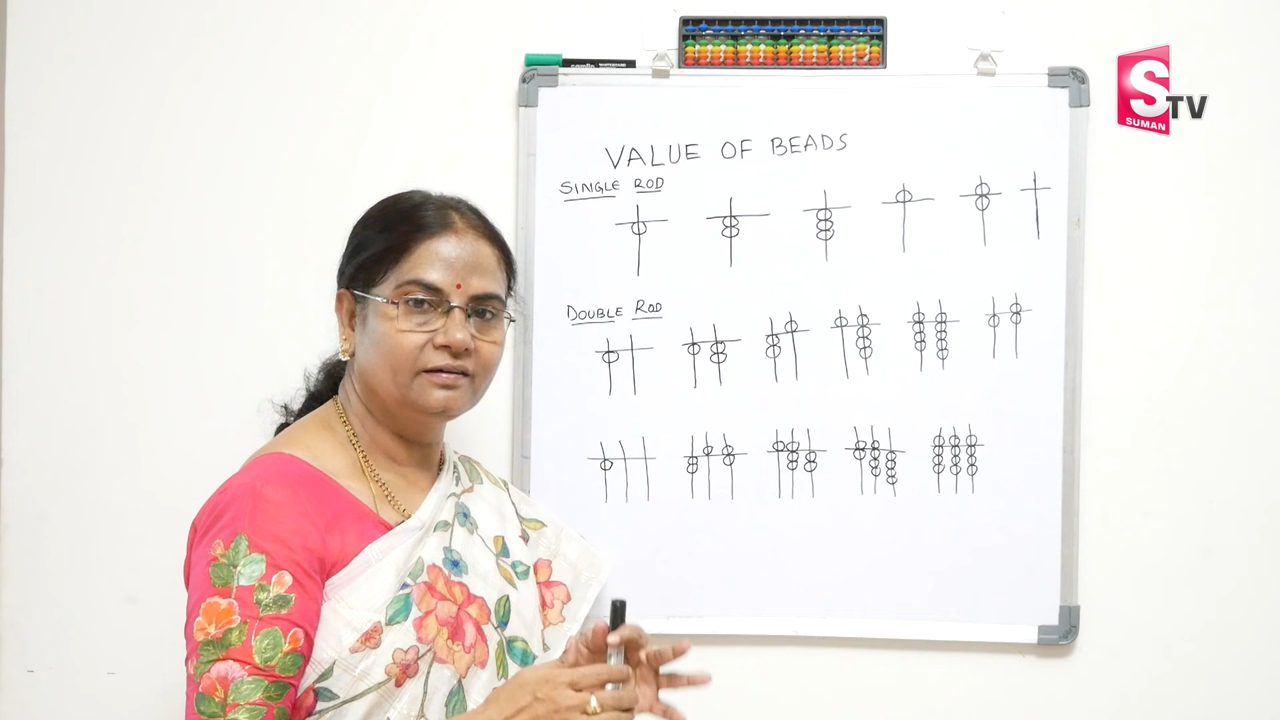 S TV
SUMAN
VALUE OF BEADS
SINGLE ROD
DOUBLE ROD